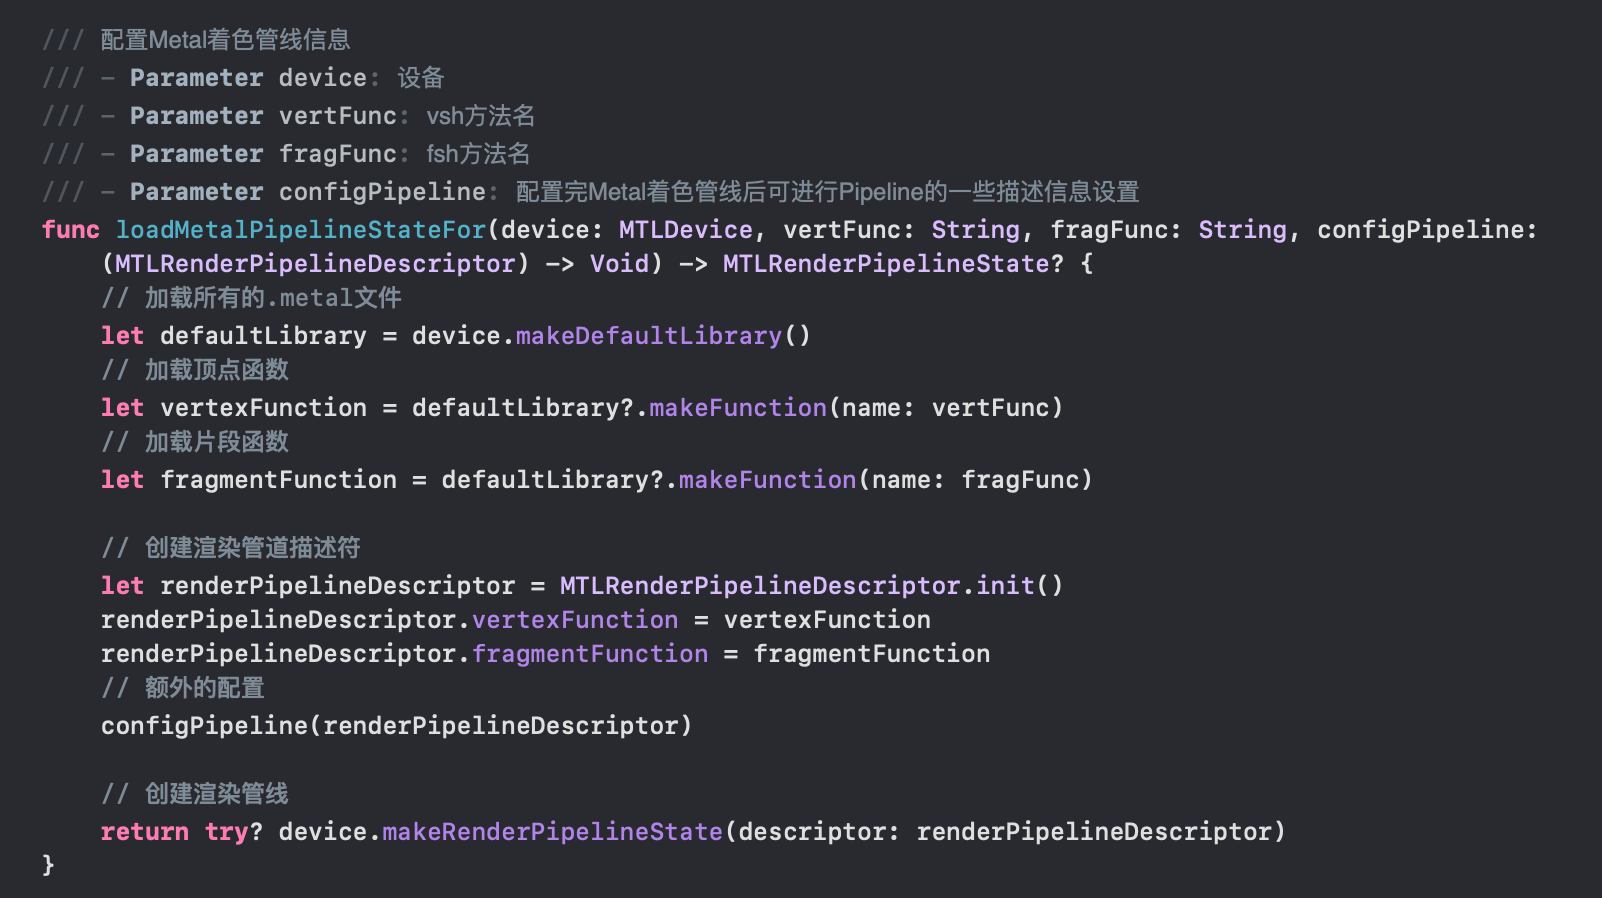 /// 配置Metal着色管线信息
/// - Parameter device: 设备
/// - Parameter vertFunc: vsh方法名
/// - Parameter fragFunc: fsh方法名
/// - Parameter configPipeline: 配置完Metal着色管线后可进行Pipeline的一些描述信息设置
func loadMetalPipelineStateFor(device: MTLDevice, vertFunc: String, fragFunc: String, configPipeline:
    (MTLRenderPipelineDescriptor) -> Void) -> MTLRenderPipelineState? {
    // 加载所有的.metal文件
    let defaultLibrary = device.makeDefaultLibrary()
    // 加载顶点函数
    let vertexFunction = defaultLibrary?.makeFunction(name: vertFunc)
    // 加载片段函数
    let fragmentFunction = defaultLibrary?.makeFunction(name: fragFunc)

    // 创建渲染管道描述符
    let renderPipelineDescriptor = MTLRenderPipelineDescriptor.init()
    renderPipelineDescriptor.vertexFunction = vertexFunction
    renderPipelineDescriptor.fragmentFunction = fragmentFunction
    // 额外的配置
    configPipeline(renderPipelineDescriptor)

    // 创建渲染管线
    return try? device.makeRenderPipelineState(descriptor: renderPipelineDescriptor)
}